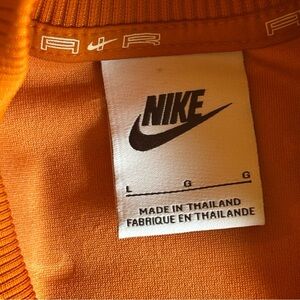 AIR
NIKE
L G G
MADE IN THAILAND
FABRIQUE EN THAILANDE